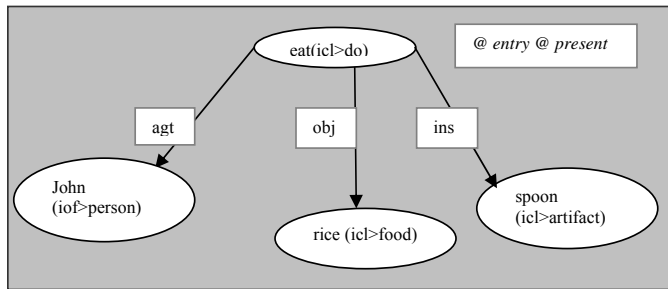 eat(icl>do)
@ entry @ present
agt
obj
ins
John
(iof>person)
rice (icl>food)
spoon
(icl>artifact)